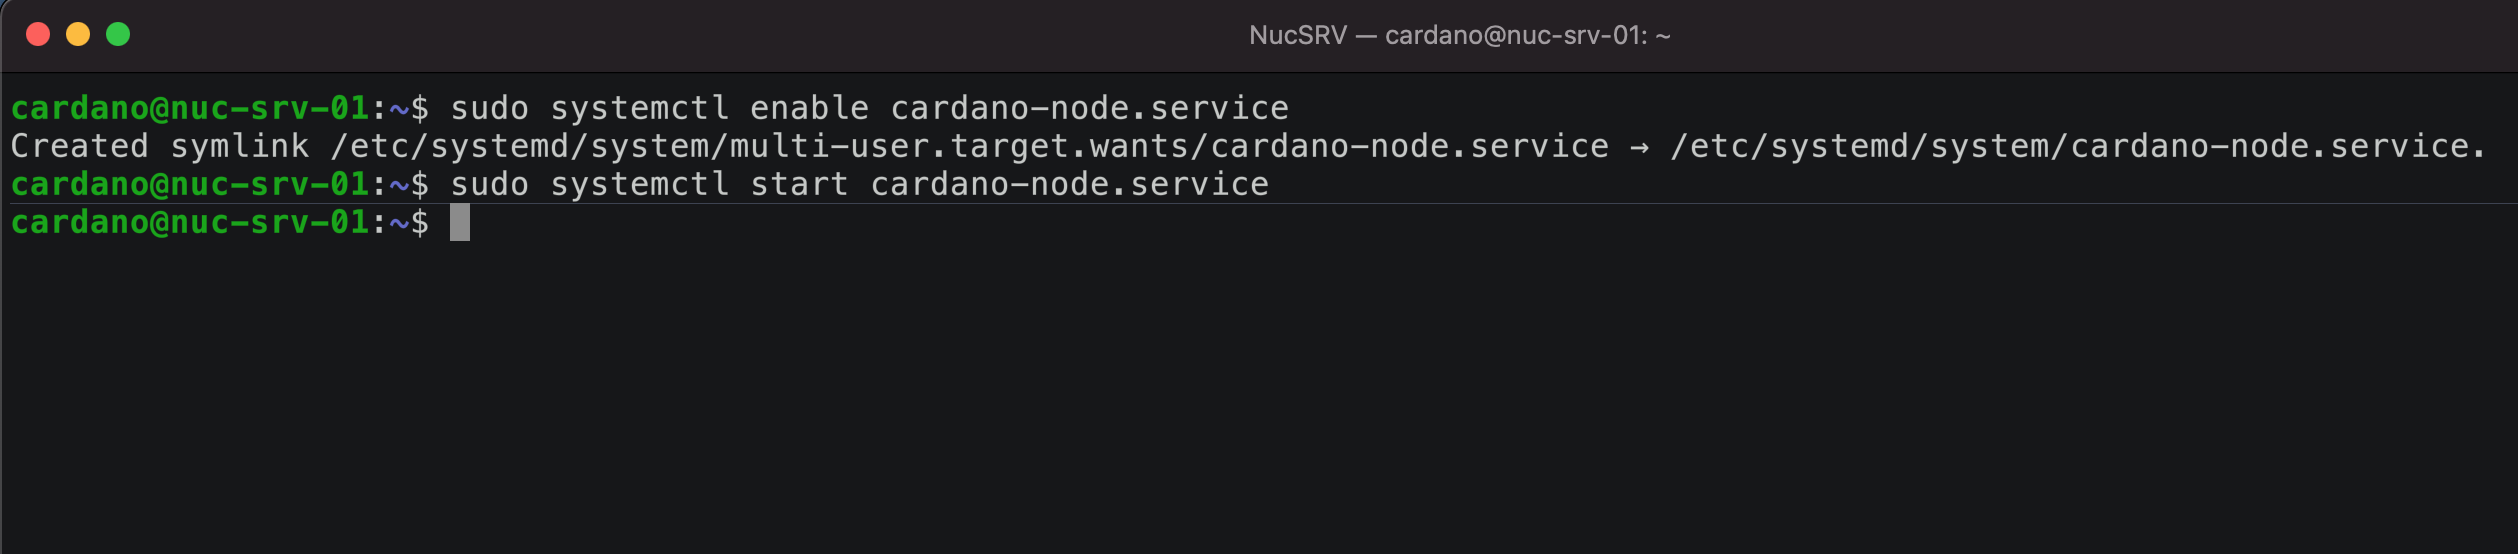 NucSRV — cardano@nuc-srv-01: ~
cardano@nuc-srv-01:~$ sudo systemctl enable cardano-node.service
Created symlink /etc/systemd/system/multi-user.target.wants/cardano-node.service → /etc/systemd/system/cardano-node.service.
cardano@nuc-srv-01:~$ sudo systemctl start cardano-node.service
cardano@nuc-srv-01:~$